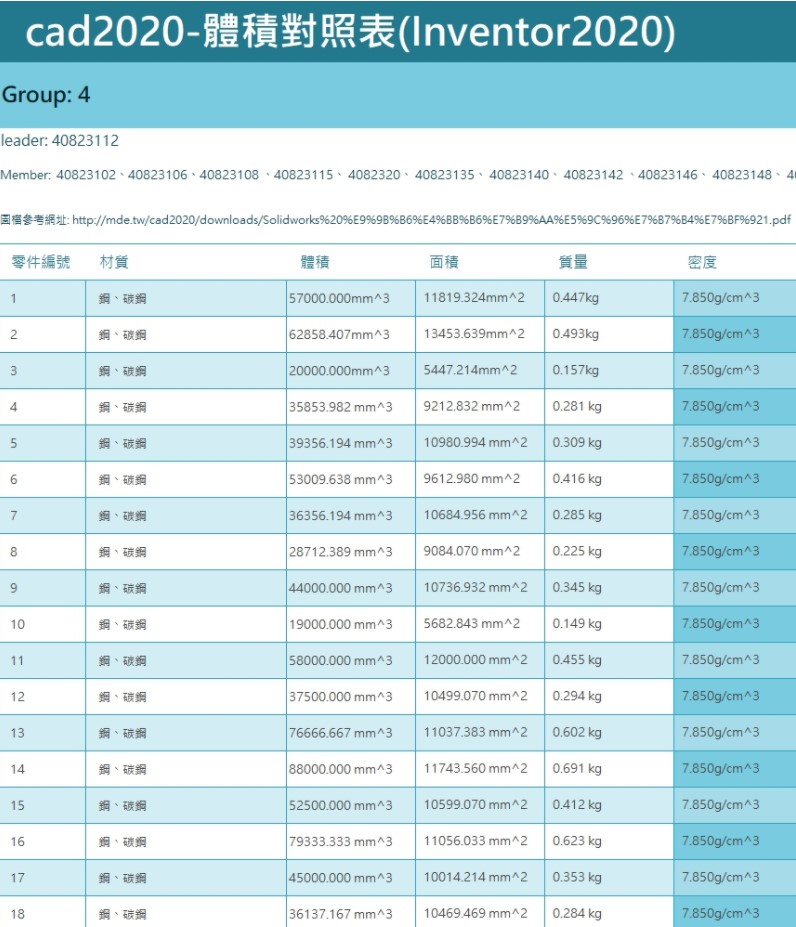 cad2020-體積對照表(Inventor2020)
Group: 4
leader: 40823112
Member: 40823102、40823106、40823108 、40823115、 4082320、 40823135、 40823140、 40823142 、40823146、 40823148、 40
圖檔參考網址: http://mde.tw/cad2020/downloads/Solidworks%20%E9%9B%B6%E4%BB%B6%E7%B9%AA%E5%9C%96%E7%B7%B4%E7%BF%921.pdf
零件編號 材質 體積 面積 質量 密度
1 鋼、碳鋼 57000.000mm^3 11819.324mm^2 0.447kg 7.850g/cm^3
2 鋼、碳鋼 62858.407mm^3 13453.639mm^2 0.493kg 7.850g/cm^3
3 鋼、碳鋼 20000.000mm^3 5447.214mm^2 0.157kg 7.850g/cm^3
4 鋼、碳鋼 35853.982 mm^3 9212.832 mm^2 0.281 kg 7.850g/cm^3
5 鋼、碳鋼 39356.194 mm^3 10980.994 mm^2 0.309 kg 7.850g/cm^3
6 鋼、碳鋼 53009.638 mm^3 9612.980 mm^2 0.416 kg 7.850g/cm^3
7 鋼、碳鋼 36356.194 mm^3 10684.956 mm^2 0.285 kg 7.850g/cm^3
8 鋼、碳鋼 28712.389 mm^3 9084.070 mm^2 0.225 kg 7.850g/cm^3
9 鋼、碳鋼 44000.000 mm^3 10736.932 mm^2 0.345 kg 7.850g/cm^3
10 鋼、碳鋼 19000.000 mm^3 5682.843 mm^2 0.149 kg 7.850g/cm^3
11 鋼、碳鋼 58000.000 mm^3 12000.000 mm^2 0.455 kg 7.850g/cm^3
12 鋼、碳鋼 37500.000 mm^3 10499.070 mm^2 0.294 kg 7.850g/cm^3
13 鋼、碳鋼 76666.667 mm^3 11037.383 mm^2 0.602 kg 7.850g/cm^3
14 鋼、碳鋼 88000.000 mm^3 11743.560 mm^2 0.691 kg 7.850g/cm^3
15 鋼、碳鋼 52500.000 mm^3 10599.070 mm^2 0.412 kg 7.850g/cm^3
16 鋼、碳鋼 79333.333 mm^3 11056.033 mm^2 0.623 kg 7.850g/cm^3
17 鋼、碳鋼 45000.000 mm^3 10014.214 mm^2 0.353 kg 7.850g/cm^3
18 鋼、碳鋼 36137.167 mm^3 10469.469 mm^2 0.284 kg 7.850g/cm^3